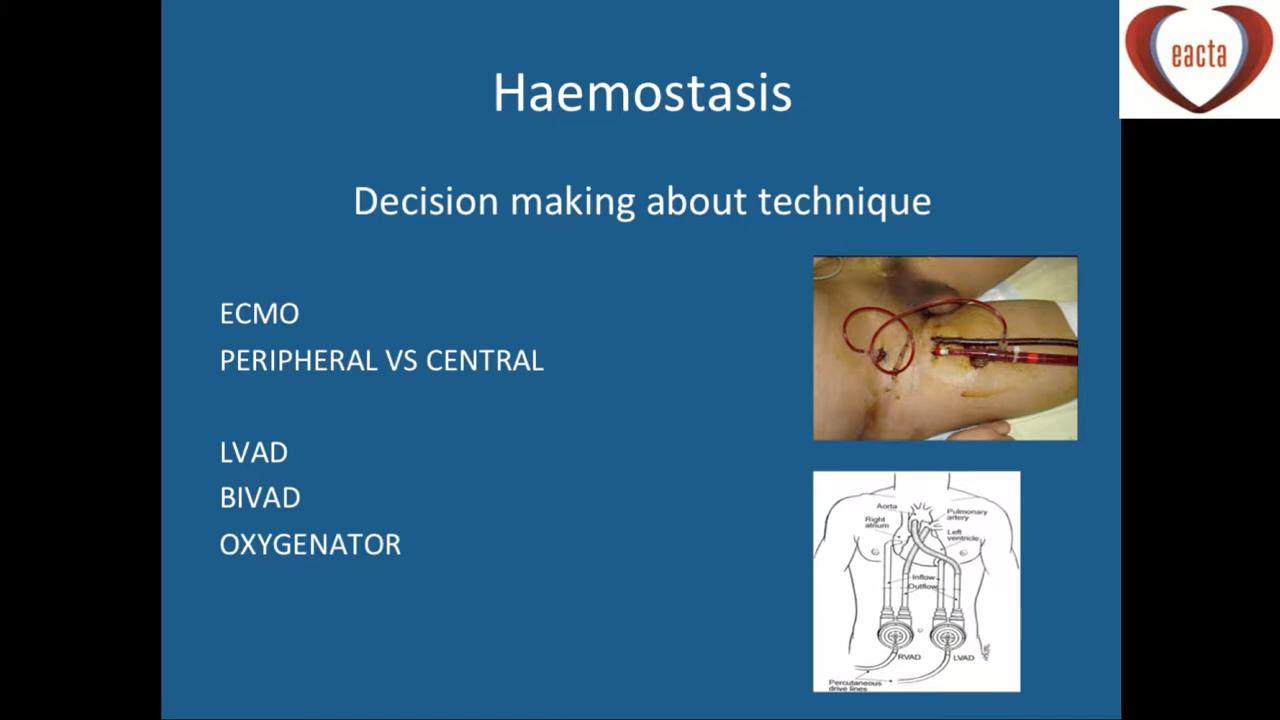 eacta
Haemostasis
Decision making about technique
ECMO
PERIPHERAL VS CENTRAL
LVAD
BIVAD
OXYGENATOR
Aorta
Right
atrium
Pulmonary
artery
Left
ventricle
Inflow
Outflow
RVAD
LVAD
Percutaneous
drive lines